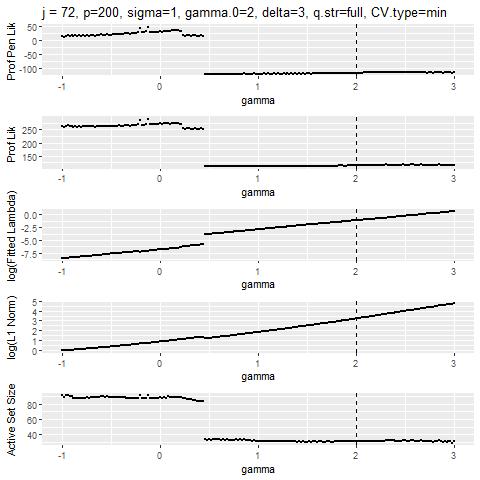 j = 72, p=200, sigma=1, gamma.0=2, delta=3, q.str=full, CV.type=min
Prof Pen Lik
50
0
-50
-100
-1 0 1 2 3
gamma
Prof Lik
250
200
150
-1 0 1 2 3
gamma
log(Fitted Lambda)
0.0
-2.5
-5.0
-7.5
-1 0 1 2 3
gamma
log(L1 Norm)
5
4
3
2
1
0
-1 0 1 2 3
gamma
Active Set Size
80
60
40
-1 0 1 2 3
gamma